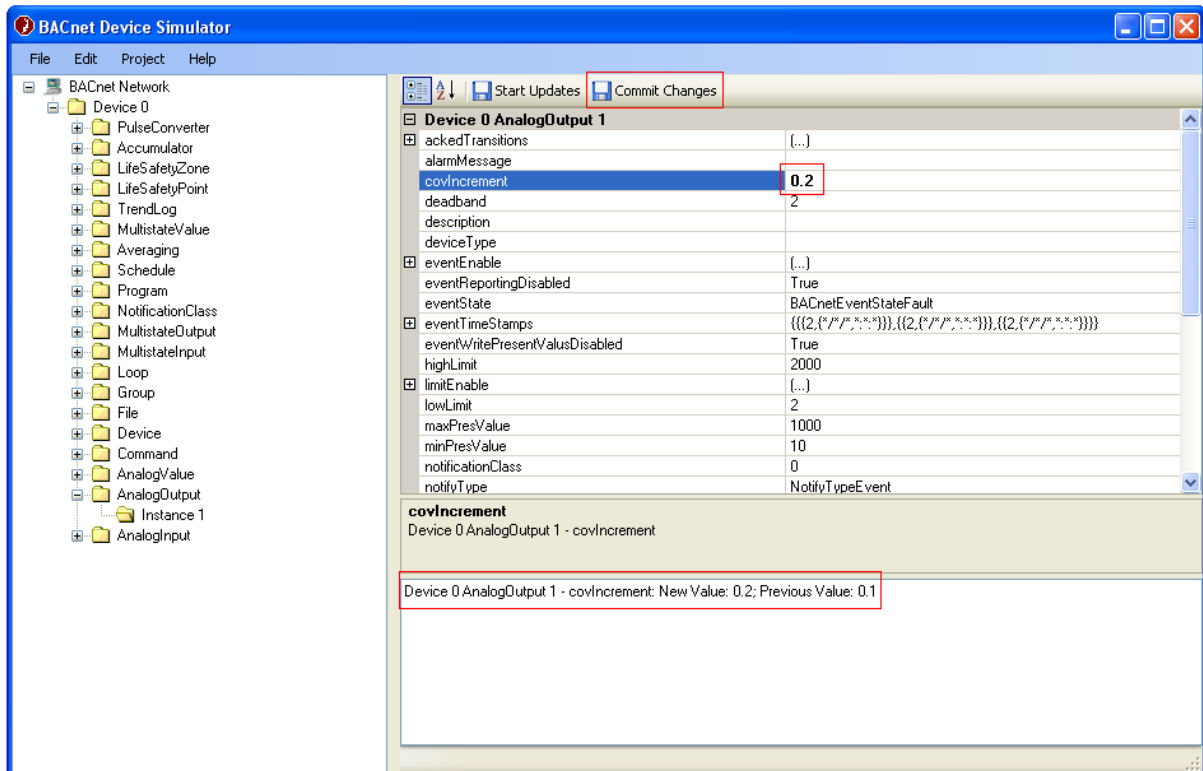 BACnet Device Simulator
File Edit Project Help
BACnet Network
Device 0
PulseConverter
Accumulator
LifeSafetyZone
LifeSafetyPoint
TrendLog
MultistateValue
Averaging
Schedule
Program
NotificationClass
MultistateOutput
MultistateInput
Loop
Group
File
Device
Command
AnalogValue
AnalogOutput
Instance 1
AnalogInput
Start Updates Commit Changes
Device 0 AnalogOutput 1
ackedTransitions (...)
alarmMessage
covIncrement 0.2
deadband 2
description
deviceType
eventEnable (...)
eventReportingDisabled True
eventState BACnetEventStateFault
eventTimeStamps {{{2,{*/*/*,*:*:*}}},{{2,{*/*/*,*:*:*}}},{{2,{*/*/*,*:*:*}}}}
eventWritePresentValusDisabled True
highLimit 2000
limitEnable (...)
lowLimit 2
maxPresValue 1000
minPresValue 10
notificationClass 0
notifyType NotifyTypeEvent
covIncrement
Device 0 AnalogOutput 1 - covIncrement
Device 0 AnalogOutput 1 - covIncrement: New Value: 0.2; Previous Value: 0.1